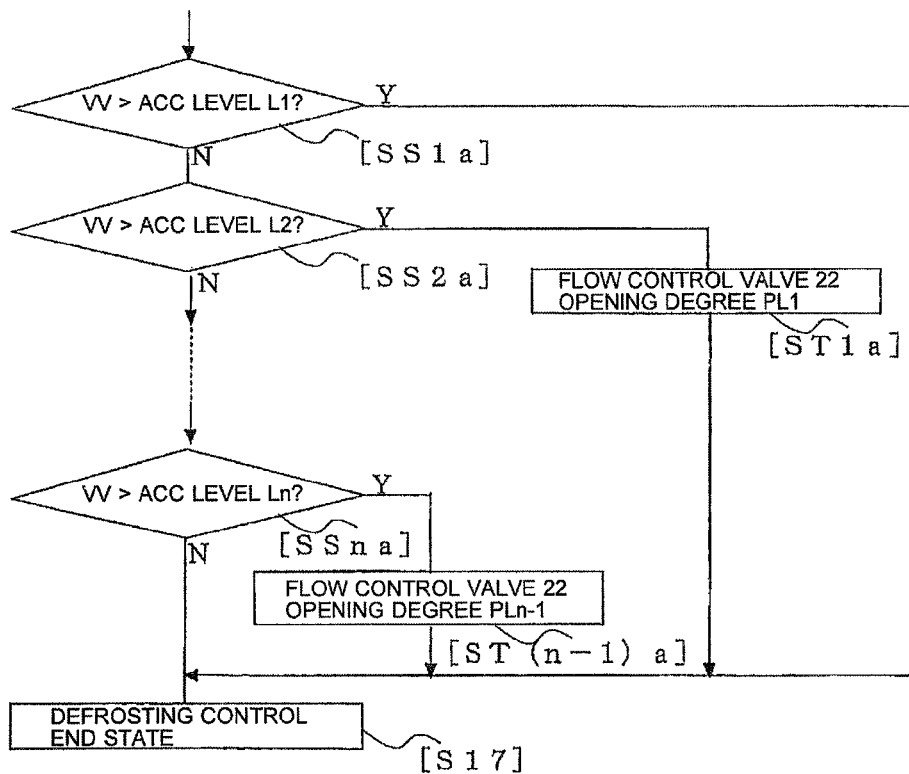 VV > ACC LEVEL L1?
Y
[SS1a]
N
VV > ACC LEVEL L2?
Y
[SS2a]
N
FLOW CONTROL VALVE 22
OPENING DEGREE PL1
[ST1a]
VV > ACC LEVEL Ln?
Y
[SSna]
N
FLOW CONTROL VALVE 22
OPENING DEGREE PLn-1
[ST(n-1)a]
DEFROSTING CONTROL
END STATE
[S17]